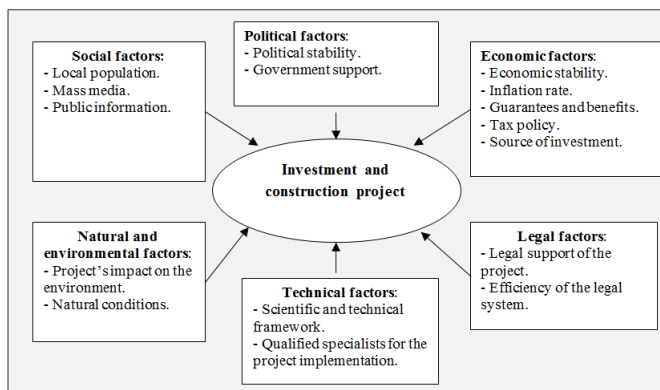 Social factors:
- Local population.
- Mass media.
- Public information.
Political factors:
- Political stability.
- Government support.
Economic factors:
- Economic stability.
- Inflation rate.
- Guarantees and benefits.
- Tax policy.
- Source of investment.
Investment and
construction project
Natural and
environmental factors:
- Project's impact on the
environment.
- Natural conditions.
Technical factors:
- Scientific and technical
framework.
- Qualified specialists for the
project implementation.
Legal factors:
- Legal support of the
project.
- Efficiency of the legal
system.